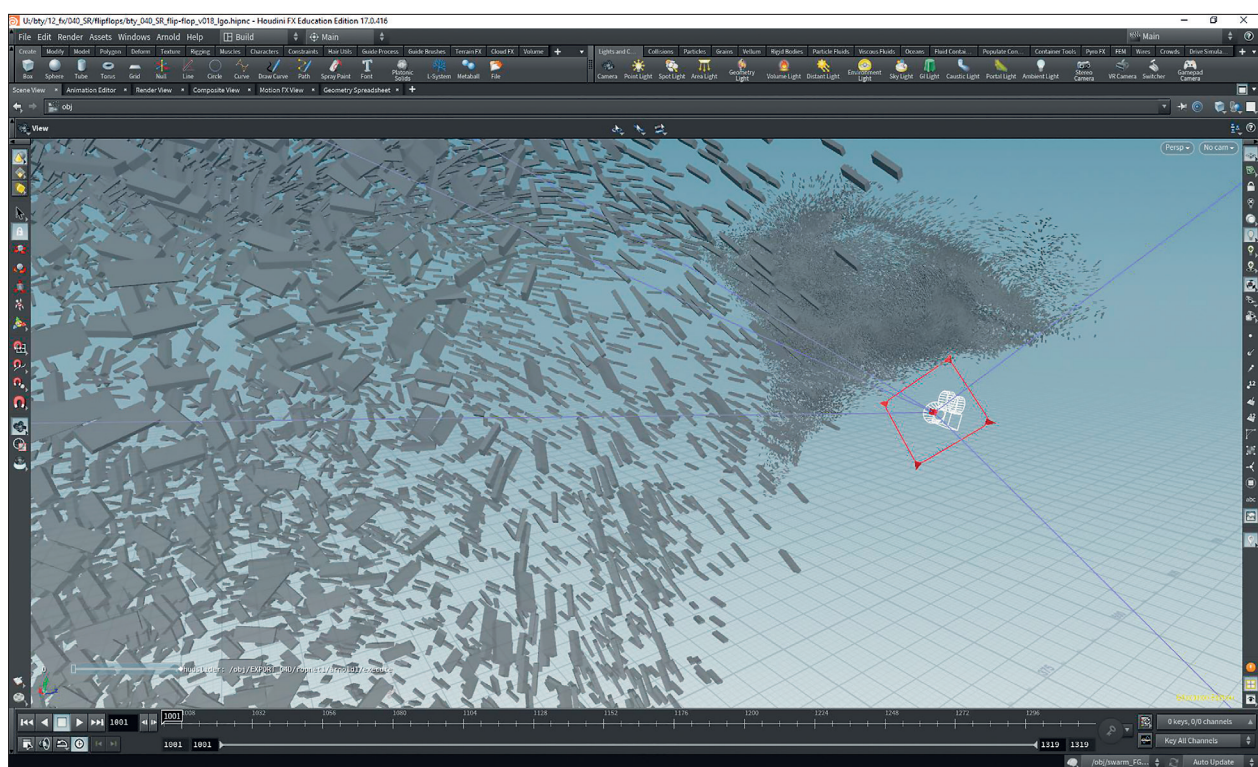 U:/bty/12_fx/040_SR/flipflops/bty_040_SR_flip-flop_v018_lgo.hipnc - Houdini FX Education Edition 17.0.416
File Edit Render Assets Windows Arnold Help Build Main Main
Create Modify Model Polygon Deform Texture Rigging Muscles Characters Constraints Hair Utils Guide Process Guide Brushes Terrain FX Cloud FX Volume Lights and C... Collisions Particles Grains Vellum Rigid Bodies Particle Fluids Viscous Fluids Oceans Fluid Contai... Populate Con... Container Tools Pyro FX FEM Wires Crowds Drive Simula...
Box Sphere Tube Torus Grid Null Line Circle Curve Draw Curve Path Spray Paint Font Platonic Solids L-System Metaball File Camera Point Light Spot Light Area Light Geometry Light Volume Light Distant Light Environment Light Sky Light GI Light Caustic Light Portal Light Ambient Light Stereo Camera VR Camera Switcher Gamepad Camera
Scene View Animation Editor Render View Composite View Motion FX View Geometry Spreadsheet
obj
View
Persp No cam
12
abc
0
1001 1001 1008 1032 1056 1080 1104 1128 1152 1176 1200 1224 1248 1272 1296 0 keys, 0/0 channels
1001 1001 1319 1319 Key All Channels
/obj/swarm_FG... Auto Update